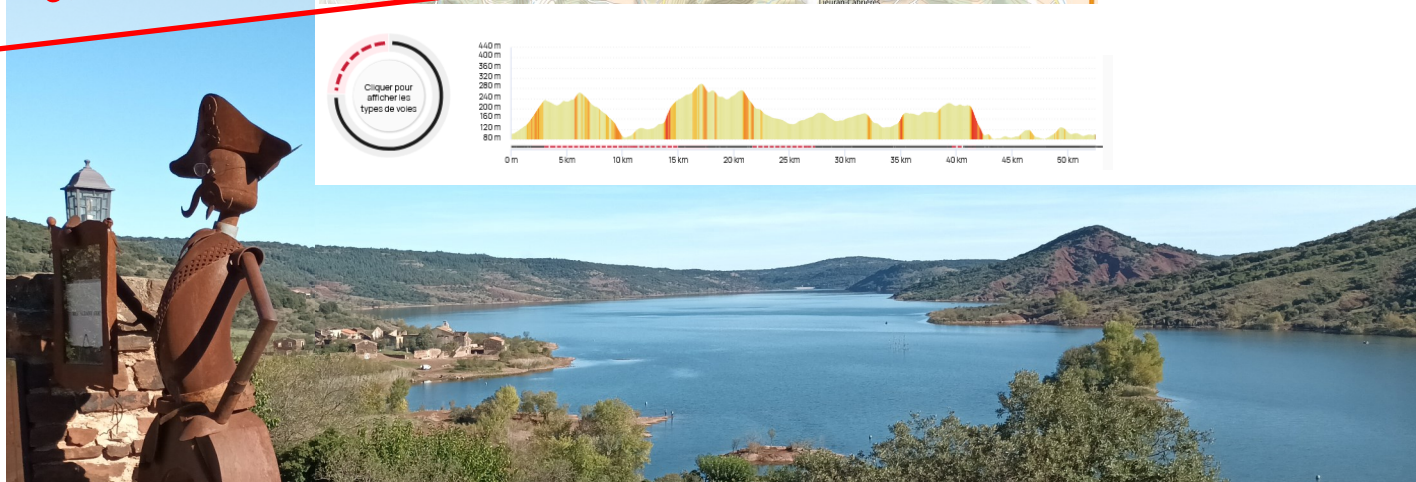 g
Lieuran-Cabrières
Cliquer pour
afficher les
types de voies
440 m
400 m
360 m
320 m
280 m
240 m
200 m
160 m
120 m
80 m
0 m
5 km
10 km
15 km
20 km
25 km
30 km
35 km
40 km
45 km
50 km